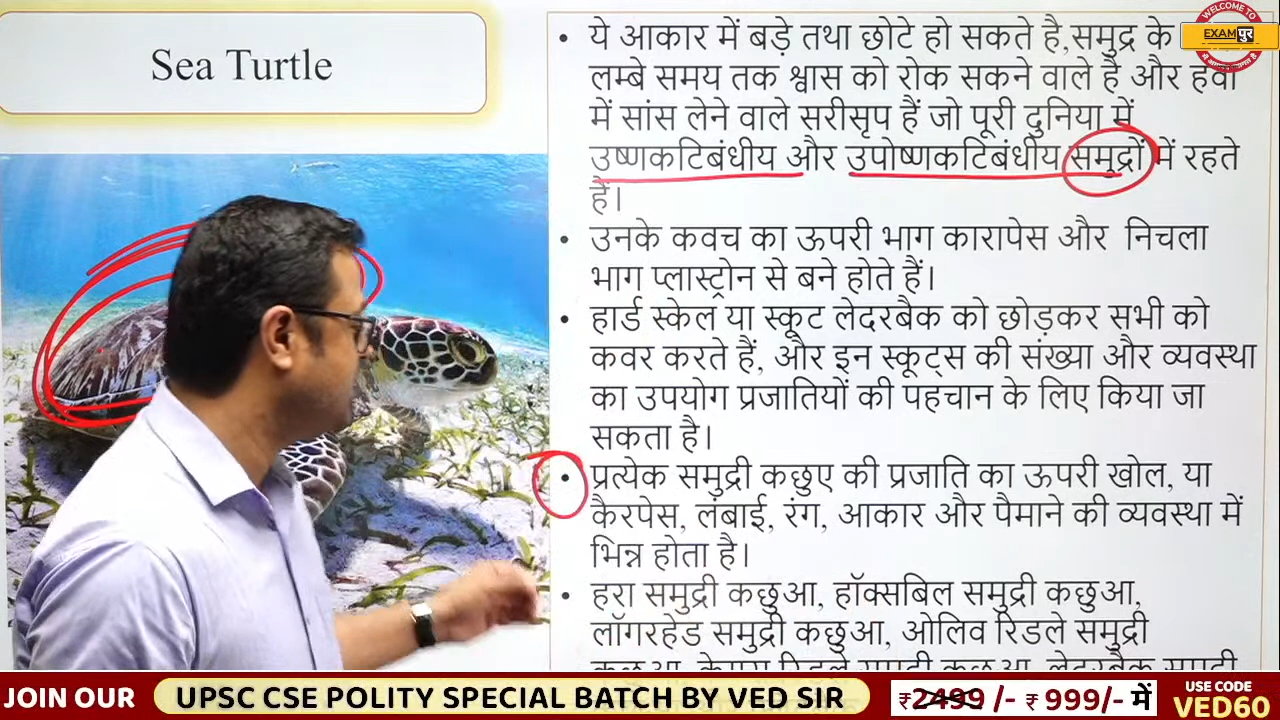 Sea Turtle
WELCOME TO
EXAMपुर
ये आकार में बड़े तथा छोटे हो सकते है,समुद्र के
लम्बे समय तक श्वास को रोक सकने वाले है और हवा
में सांस लेने वाले सरीसृप हैं जो पूरी दुनिया में
उष्णकटिबंधीय और उपोष्णकटिबंधीय समुद्रों में रहते
हैं।
उनके कवच का ऊपरी भाग कारापेस और निचला
भाग प्लास्ट्रोन से बने होते हैं।
हार्ड स्केल या स्कूट लेदरबैक को छोड़कर सभी को
कवर करते हैं, और इन स्कूट्स की संख्या और व्यवस्था
का उपयोग प्रजातियों की पहचान के लिए किया जा
सकता है।
प्रत्येक समुद्री कछुए की प्रजाति का ऊपरी खोल, या
कैरपेस, लंबाई, रंग, आकार और पैमाने की व्यवस्था में
भिन्न होता है।
हरा समुद्री कछुआ, हॉक्सबिल समुद्री कछुआ,
लॉगरहेड समुद्री कछुआ, ओलिव रिडले समुद्री
JOIN OUR UPSC CSE POLITY SPECIAL BATCH BY VED SIR ₹2499 /- ₹ 999/- में
USE CODE
VED60